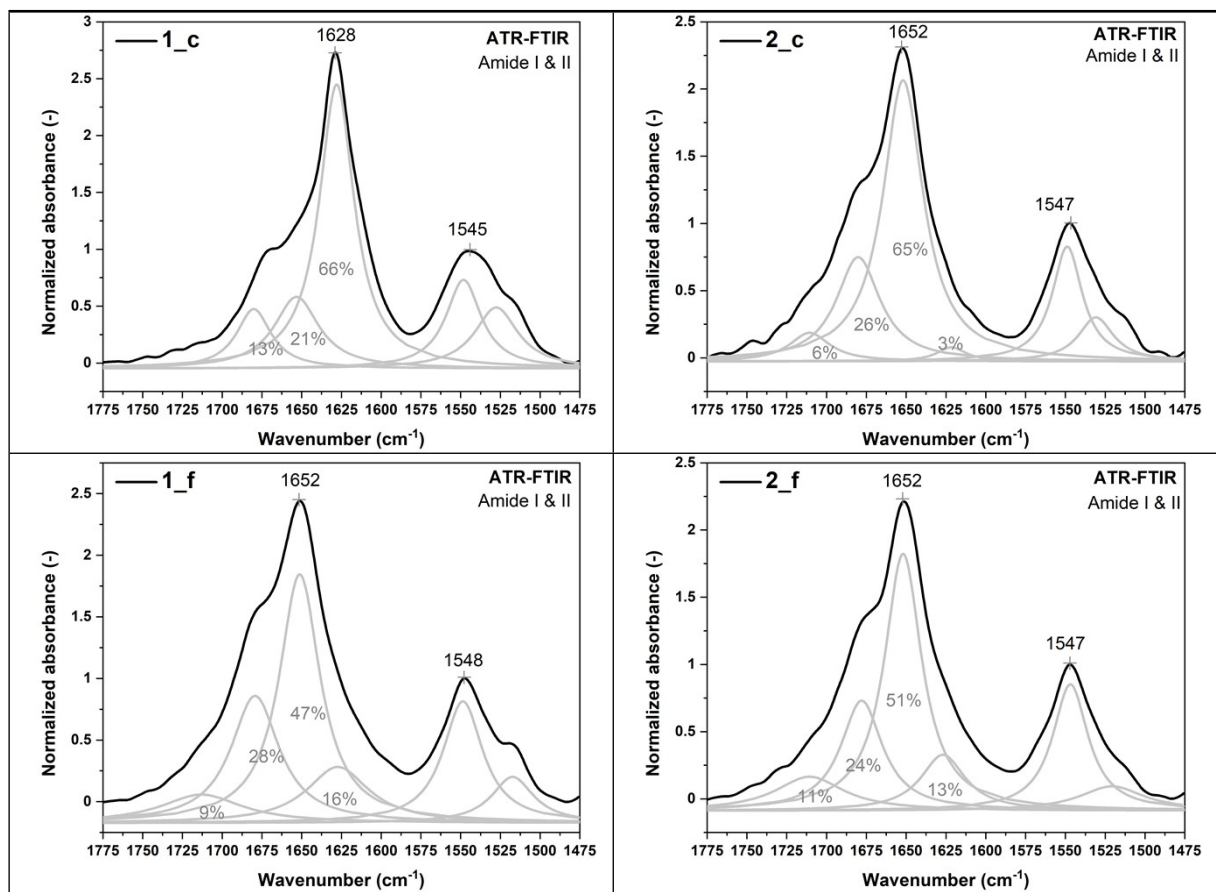 1_c
1628
ATR-FTIR
Amide I & II
3
2.5
2
1.5
1
0.5
0
Normalized absorbance (-)
1545
66%
21%
13%
1775 1750 1725 1700 1675 1650 1625 1600 1575 1550 1525 1500 1475
Wavenumber (cm-1)
2_c
1652
ATR-FTIR
Amide I & II
2.5
2
1.5
1
0.5
0
Normalized absorbance (-)
1547
65%
26%
6%
3%
1775 1750 1725 1700 1675 1650 1625 1600 1575 1550 1525 1500 1475
Wavenumber (cm-1)
1_f
1652
ATR-FTIR
Amide I & II
2.5
2
1.5
1
0.5
0
Normalized absorbance (-)
1548
47%
28%
16%
9%
1775 1750 1725 1700 1675 1650 1625 1600 1575 1550 1525 1500 1475
Wavenumber (cm-1)
2_f
1652
ATR-FTIR
Amide I & II
2.5
2
1.5
1
0.5
0
Normalized absorbance (-)
1547
51%
24%
13%
11%
1775 1750 1725 1700 1675 1650 1625 1600 1575 1550 1525 1500 1475
Wavenumber (cm-1)